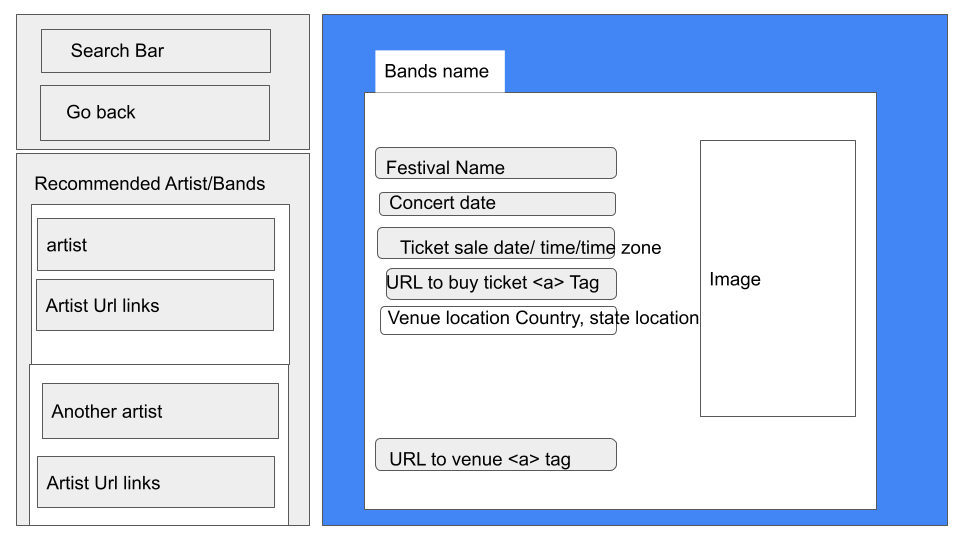 Search Bar
Go back
Recommended Artist/Bands
artist
Artist Url links
Another artist
Artist Url links
Bands name
Festival Name
Concert date
Ticket sale date/ time/time zone
URL to buy ticket <a> Tag
Venue location Country, state location
URL to venue <a> tag
Image